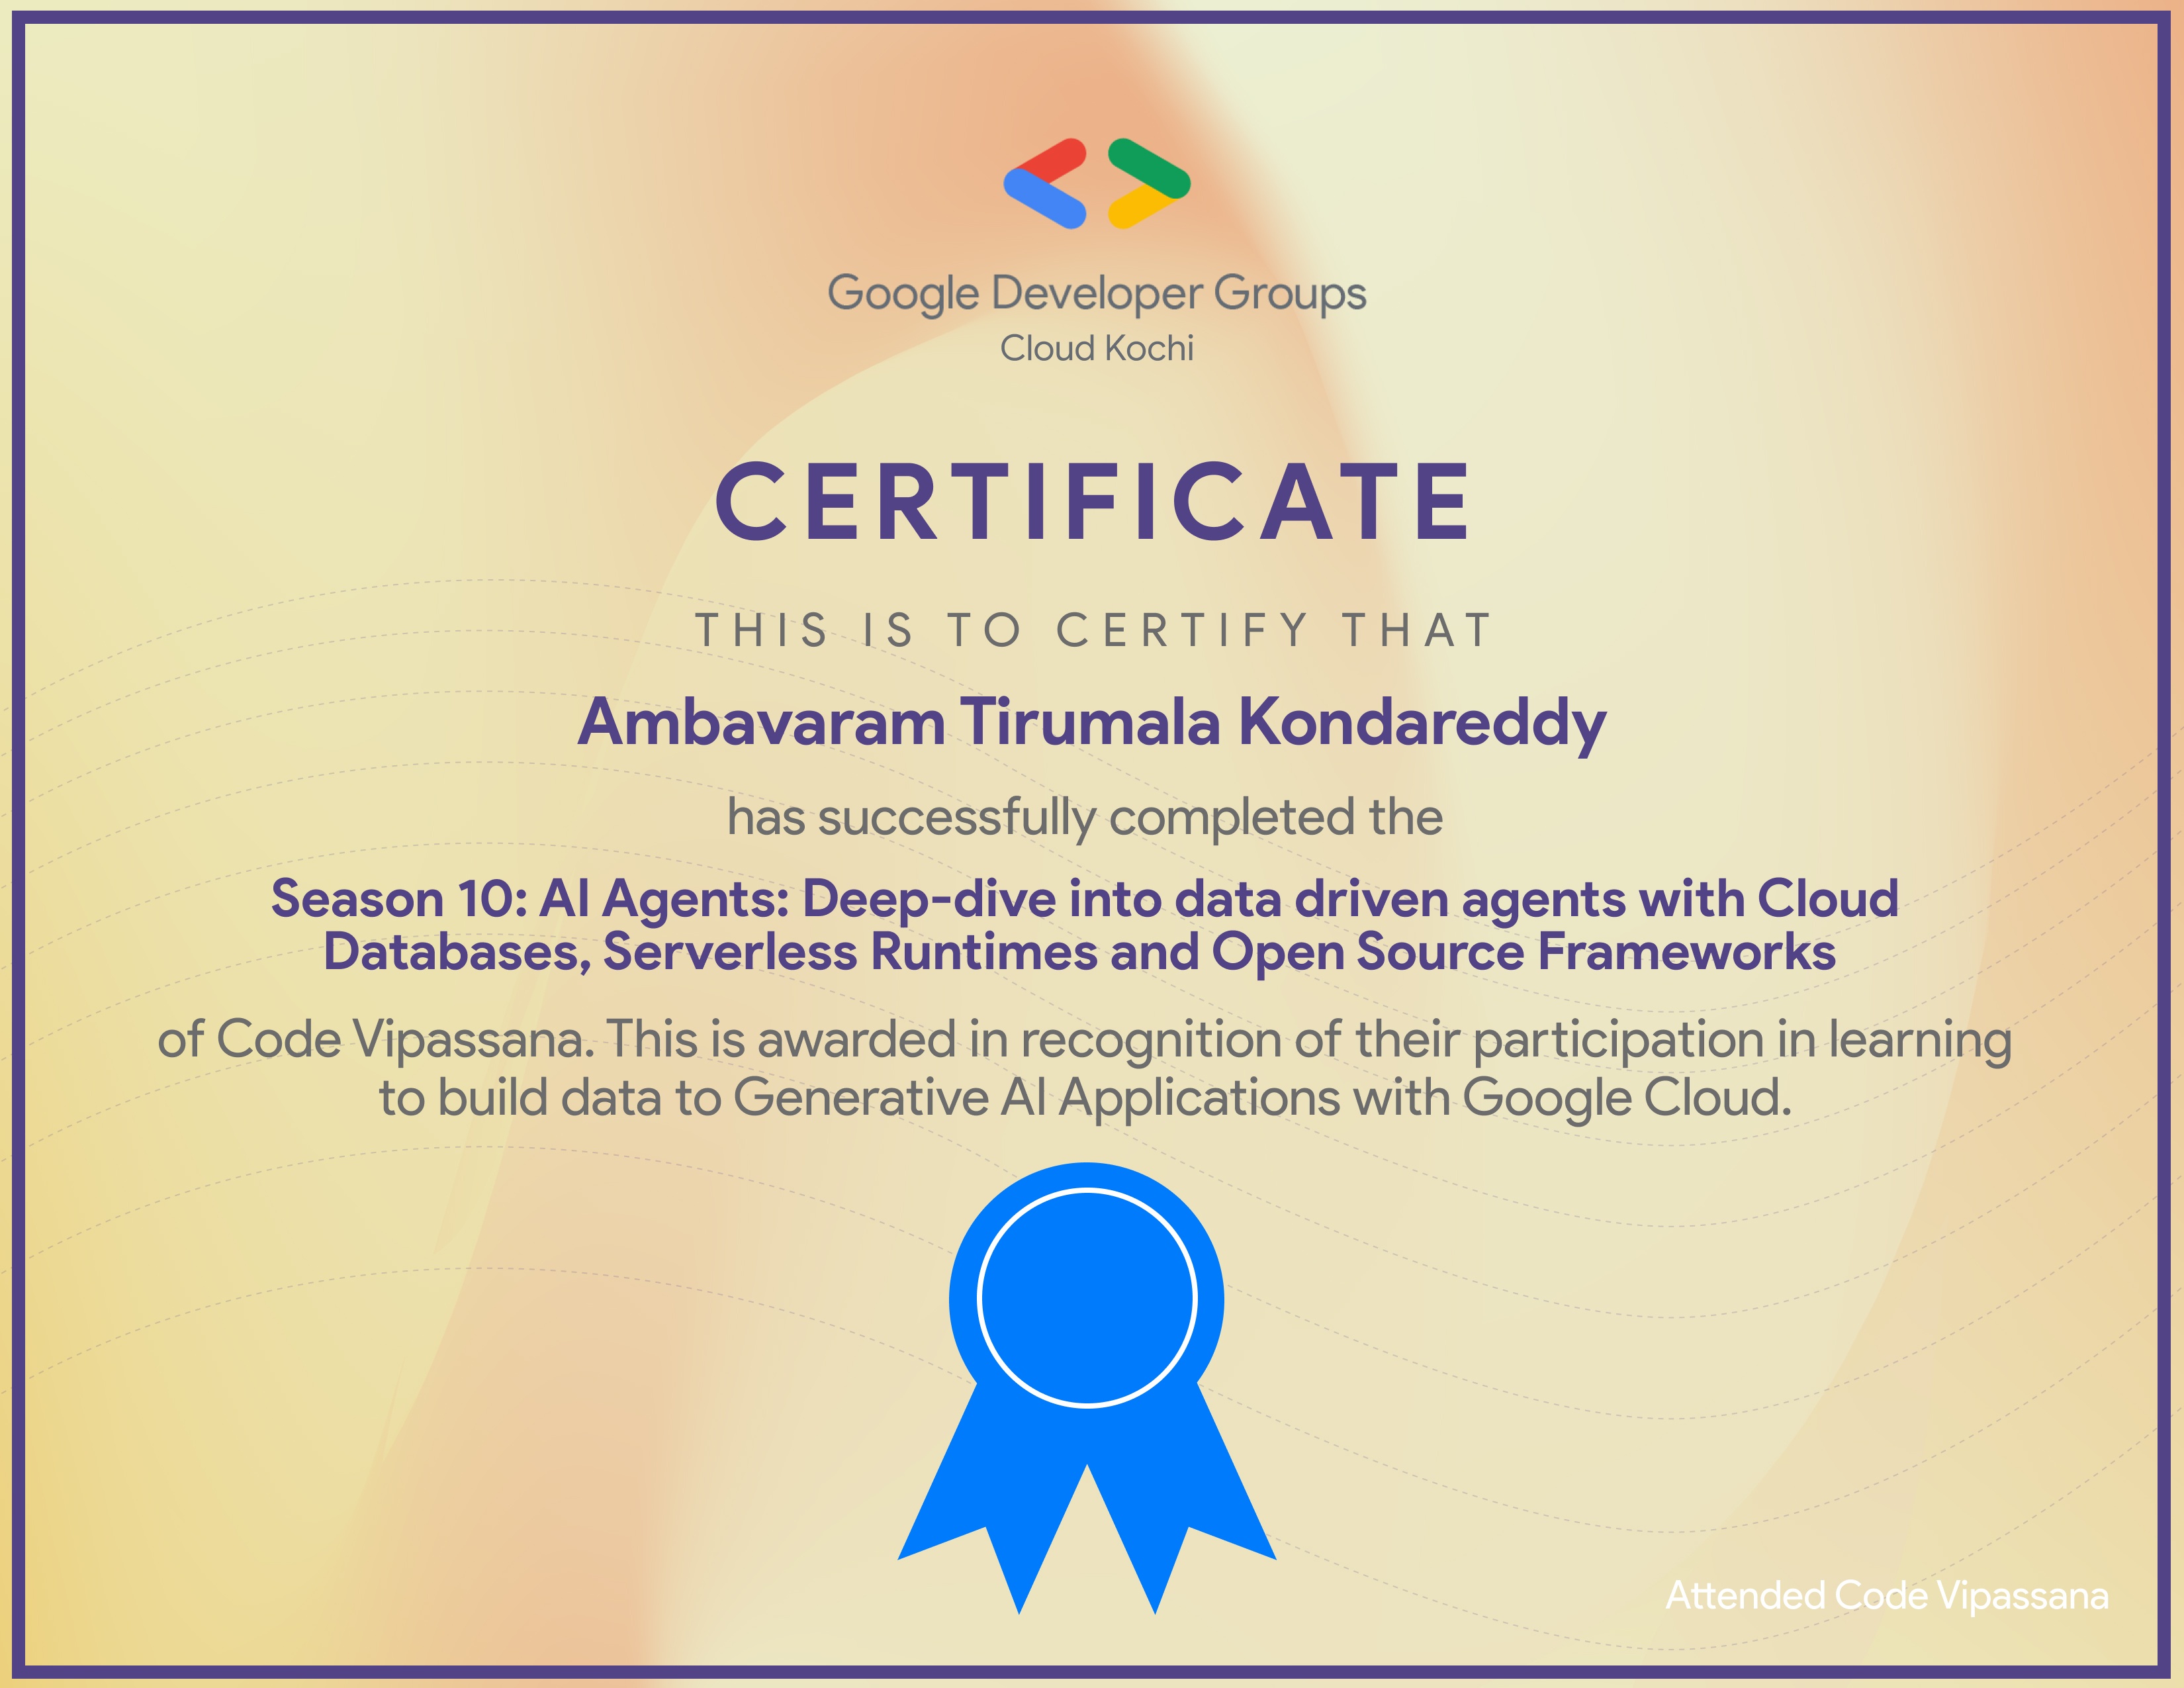 Google Developer Groups
Cloud Kochi
CERTIFICATE
THIS IS TO CERTIFY THAT
Ambavaram Tirumala Kondareddy
has successfully completed the
Season 10: AI Agents: Deep-dive into data driven agents with Cloud
Databases, Serverless Runtimes and Open Source Frameworks
of Code Vipassana. This is awarded in recognition of their participation in learning
to build data to Generative AI Applications with Google Cloud.
Attended Code Vipassana